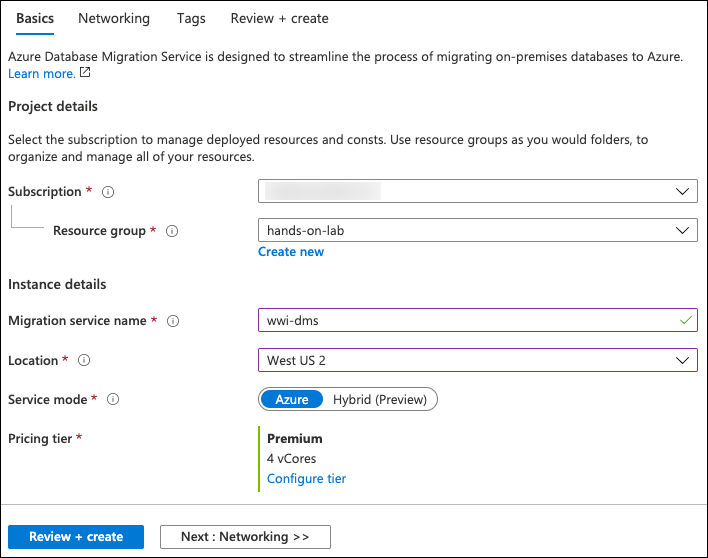 Basics Networking Tags Review + create
Azure Database Migration Service is designed to streamline the process of migrating on-premises databases to Azure.
Learn more.
Project details
Select the subscription to manage deployed resources and consts. Use resource groups as you would folders, to
organize and manage all of your resources.
Subscription *
Resource group * hands-on-lab
Create new
Instance details
Migration service name * wwi-dms
Location * West US 2
Service mode * Azure Hybrid (Preview)
Pricing tier * Premium
4 vCores
Configure tier
Review + create Next : Networking >>